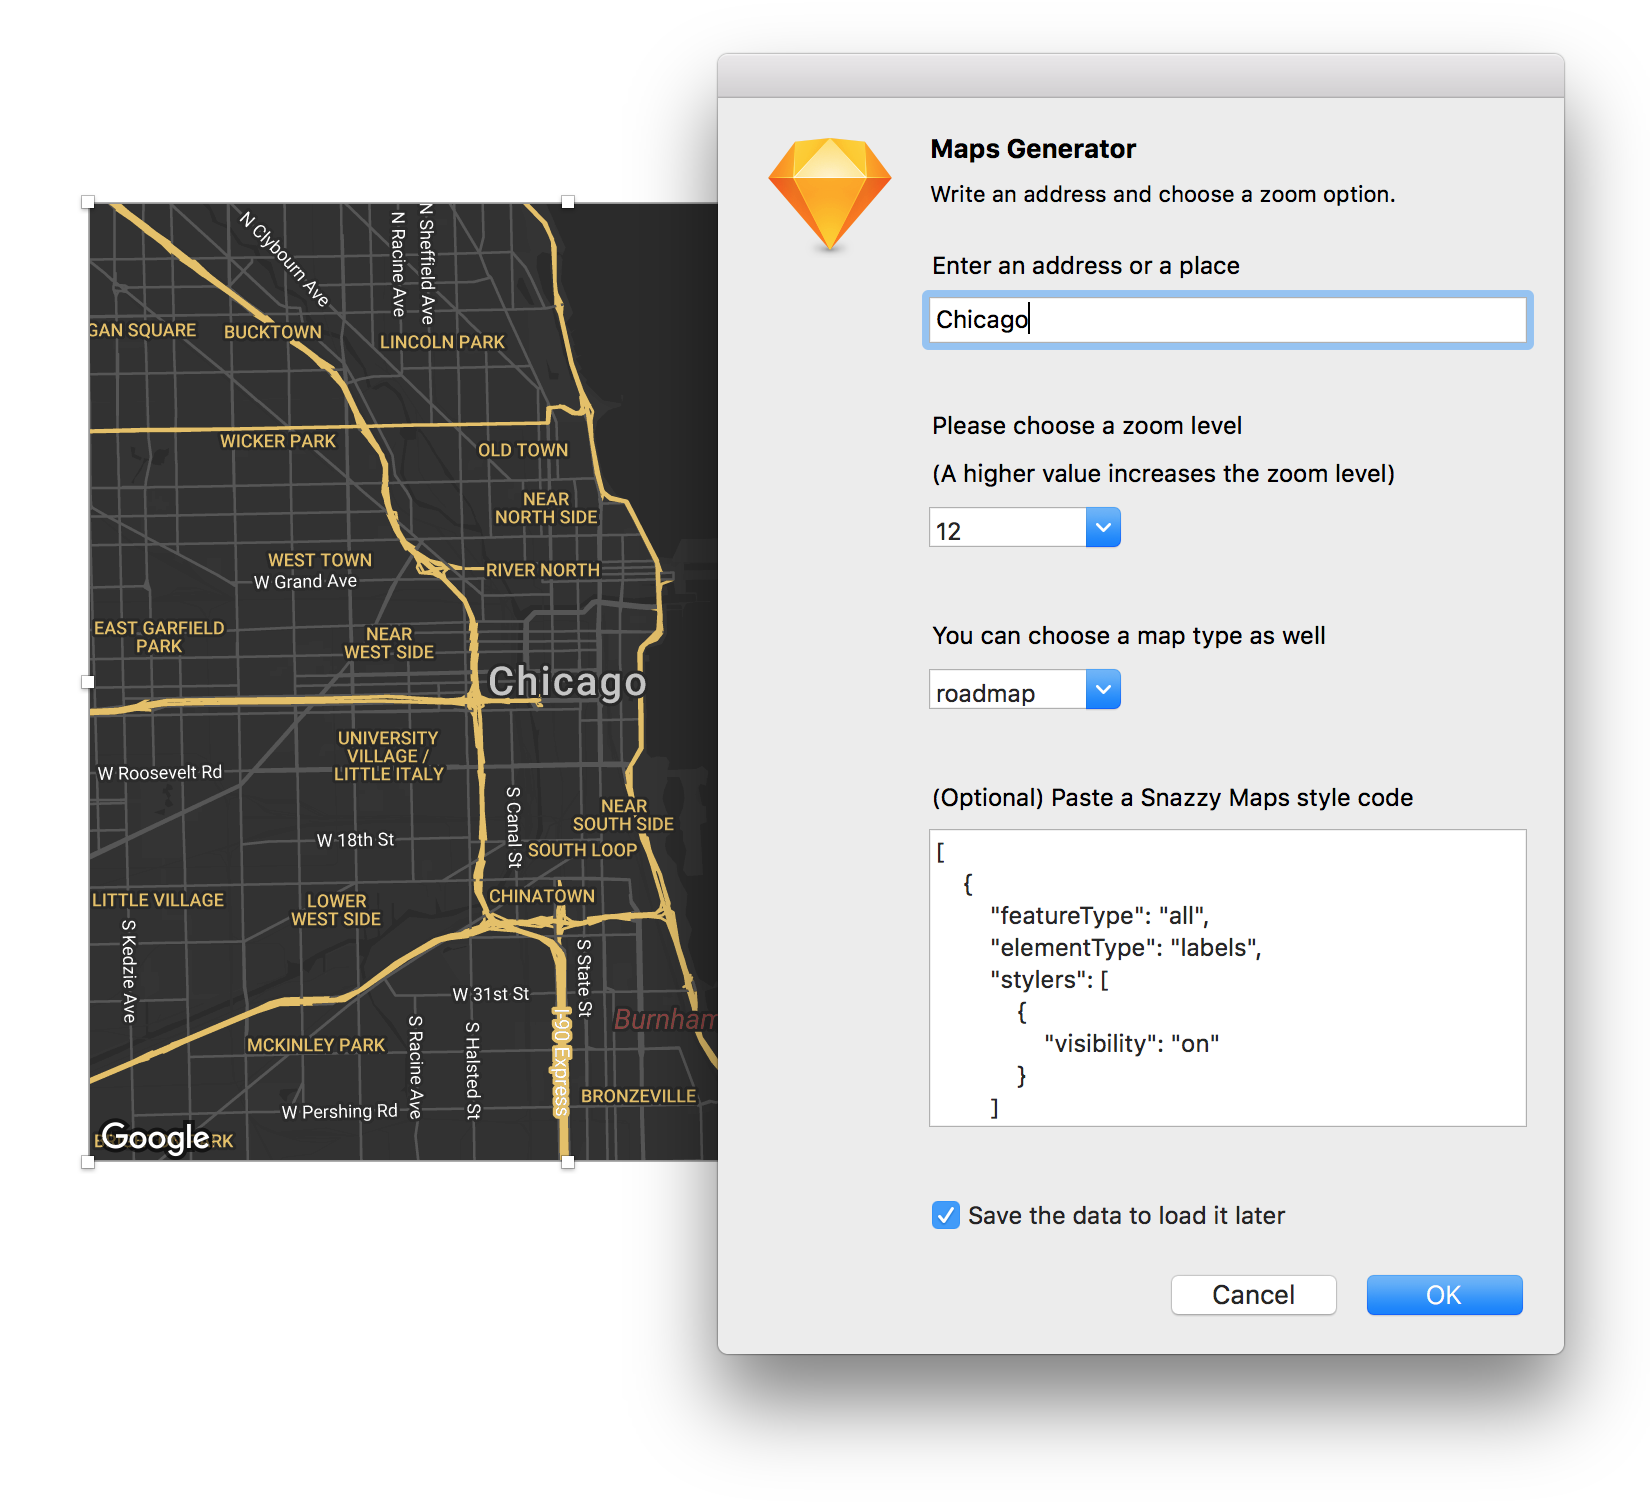 N Clybourn Ave
N Racine Ave
N Sheffield Ave
GAN SQUARE
BUCKTOWN
LINCOLN PARK
WICKER PARK
OLD TOWN
NEAR
NORTH SIDE
WEST TOWN
W Grand Ave
RIVER NORTH
EAST GARFIELD
PARK
NEAR
WEST SIDE
Chicago
UNIVERSITY
VILLAGE /
LITTLE ITALY
W Roosevelt Rd
S Canal St
NEAR
SOUTH SIDE
W 18th St
SOUTH LOOP
LITTLE VILLAGE
LOWER
WEST SIDE
CHINATOWN
S Kedzie Ave
S State St
W 31st St
Burnham
I-90 Express
MCKINLEY PARK
S Racine Ave
S Halsted St
BRONZEVILLE
W Pershing Rd
Google
Maps Generator
Write an address and choose a zoom option.
Enter an address or a place
Chicago
Please choose a zoom level
(A higher value increases the zoom level)
12
You can choose a map type as well
roadmap
(Optional) Paste a Snazzy Maps style code
[
{
"featureType": "all",
"elementType": "labels",
"stylers": [
{
"visibility": "on"
}
]
Save the data to load it later
Cancel
OK